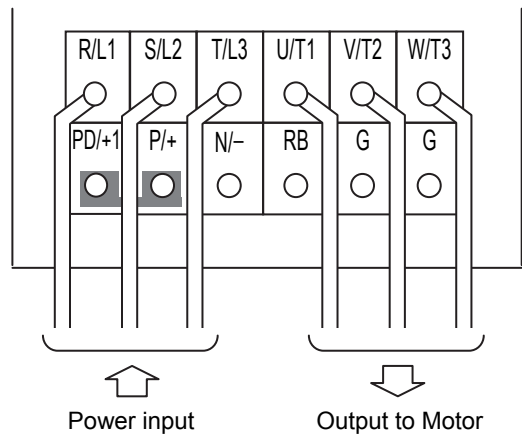 R/L1 S/L2 T/L3 U/T1 V/T2 W/T3
PD/+1 P/+ N/− RB G G
Power input Output to Motor